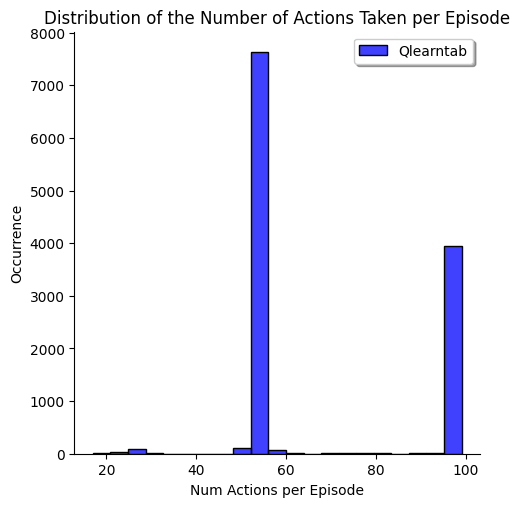 Distribution of the Number of Actions Taken per Episode
Qlearntab
8000
7000
6000
5000
4000
3000
2000
1000
0
Occurrence
20 40 60 80 100
Num Actions per Episode